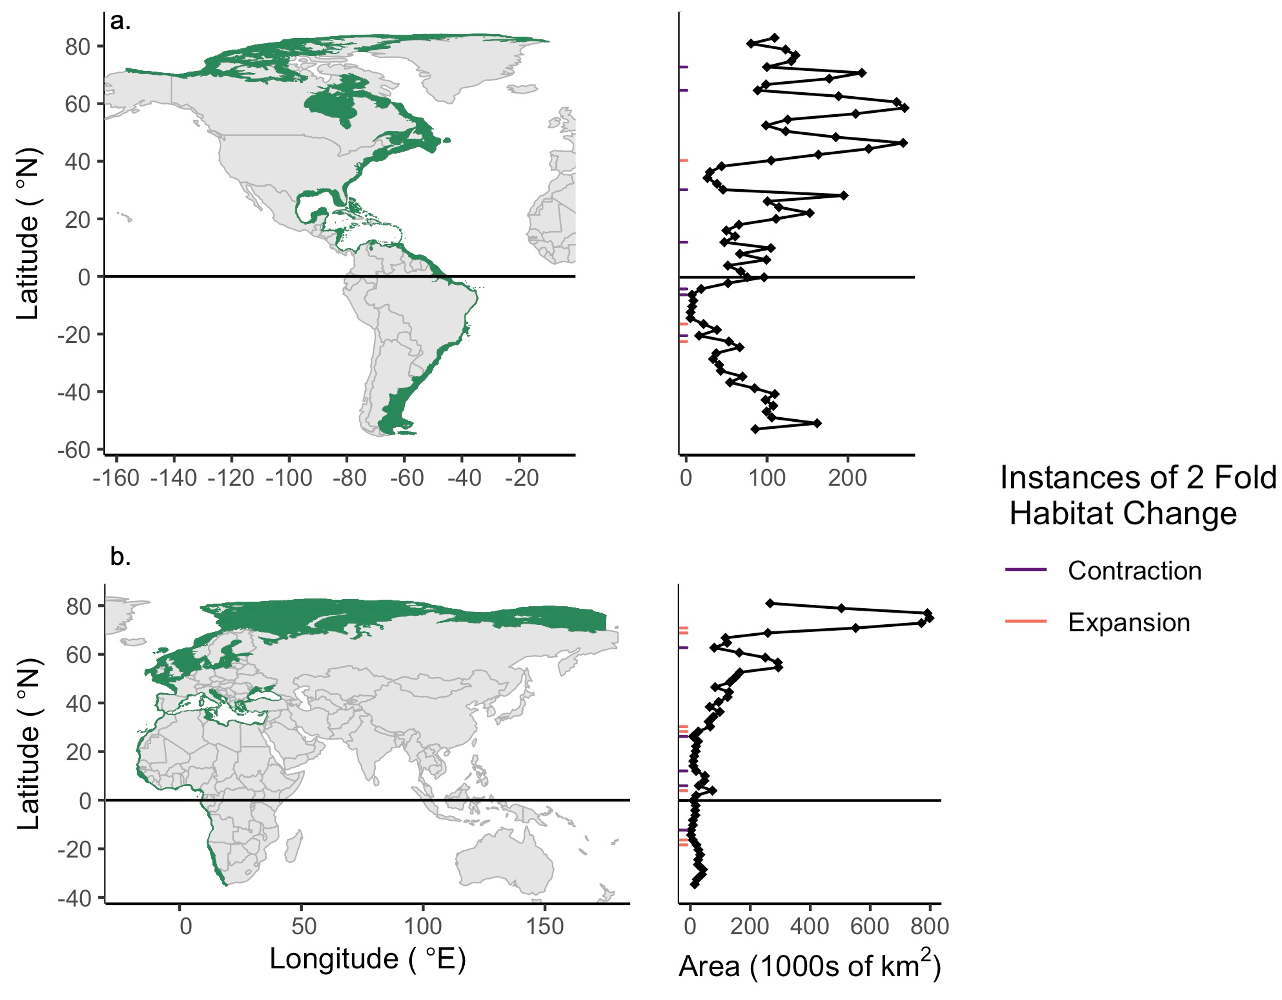 a.
Latitude ( °N)
80
60
40
20
0
-20
-40
-60
-160 -140 -120 -100 -80 -60 -40 -20
0 100 200
b.
Latitude ( °N)
80
60
40
20
0
-20
-40
0 50 100 150
Longitude ( °E)
0 200 400 600 800
Area (1000s of km²)
Instances of 2 Fold
Habitat Change
Contraction
Expansion